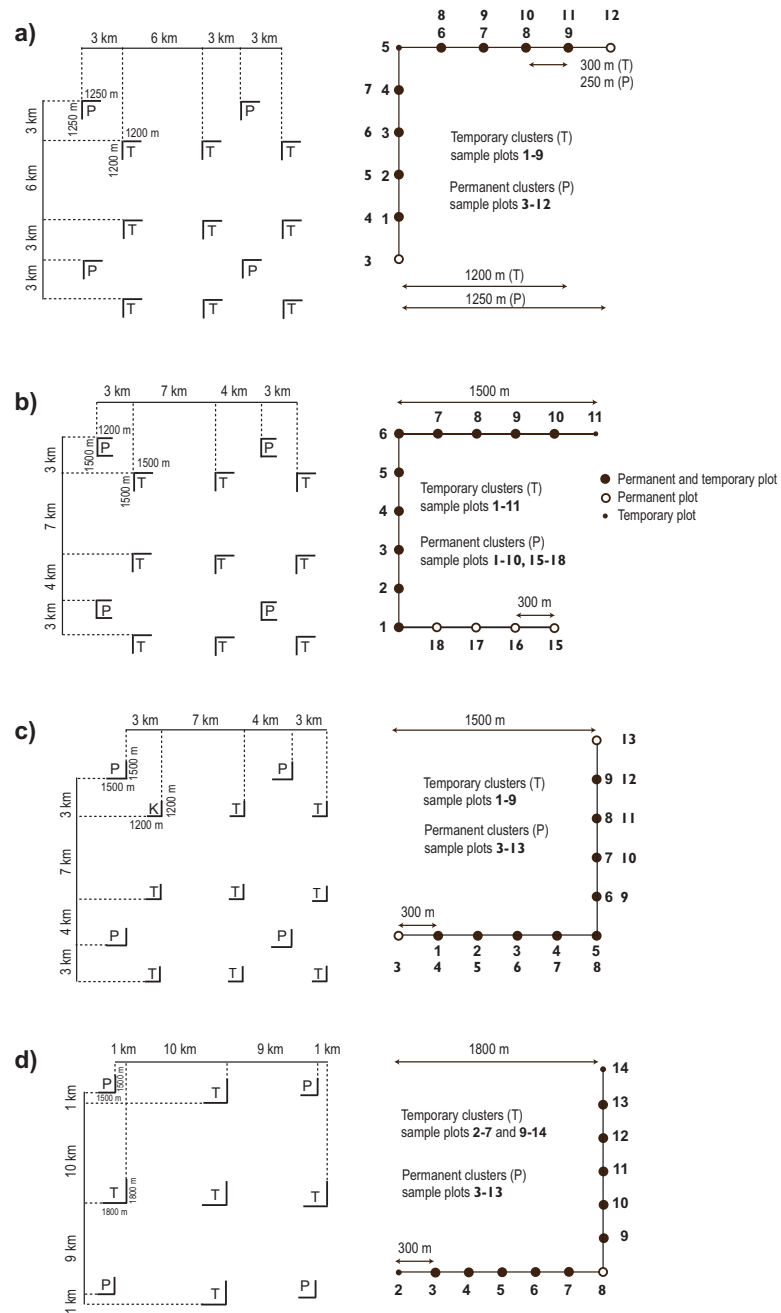 a)
3 km 6 km 3 km 3 km
1250 m
1250 m
P
P
1200 m
1200 m
T
T
T
3 km
6 km
3 km
3 km
T
T
T
P
P
T
T
T
8 9 10 11 12
5 6 7 8 9
300 m (T)
250 m (P)
7 4
6 3
5 2
4 1
3
Temporary clusters (T)
sample plots 1-9
Permanent clusters (P)
sample plots 3-12
1200 m (T)
1250 m (P)
b)
3 km 7 km 4 km 3 km
1200 m
1500 m
P
P
1500 m
1500 m
T
T
T
3 km
7 km
4 km
3 km
T
T
T
P
P
T
T
T
1500 m
6 7 8 9 10 11
5
4
3
2
1
Temporary clusters (T)
sample plots 1-11
Permanent clusters (P)
sample plots 1-10, 15-18
300 m
18 17 16 15
Permanent and temporary plot
Permanent plot
Temporary plot
c)
3 km 7 km 4 km 3 km
P
1500 m
1500 m
P
K
1200 m
1200 m
T
T
3 km
7 km
4 km
3 km
T
T
T
P
P
T
T
T
1500 m
13
9 12
8 11
7 10
6 9
Temporary clusters (T)
sample plots 1-9
Permanent clusters (P)
sample plots 3-13
300 m
1 2 3 4 5
3 4 5 6 7 8
d)
1 km 10 km 9 km 1 km
P
1500 m
1500 m
T
P
1 km
10 km
9 km
1 km
T
1800 m
1800 m
T
T
P
T
P
1800 m
14
13
12
11
10
9
Temporary clusters (T)
sample plots 2-7 and 9-14
Permanent clusters (P)
sample plots 3-13
300 m
2 3 4 5 6 7 8